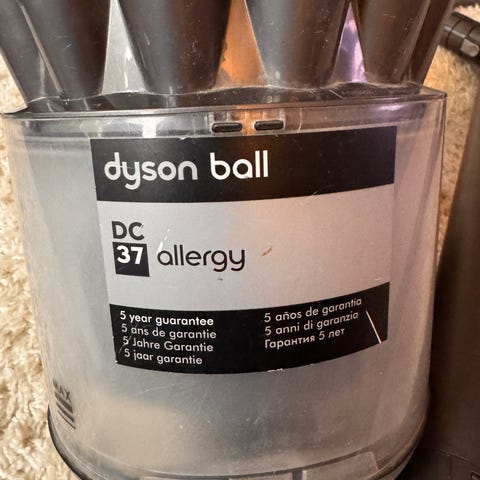 dyson ball
DC
37 allergy
5 year guarantee
5 ans de garantie
5 Jahre Garantie
5 jaar garantie
5 años de garantía
5 anni di garanzia
Гарантия 5 лет
MAX